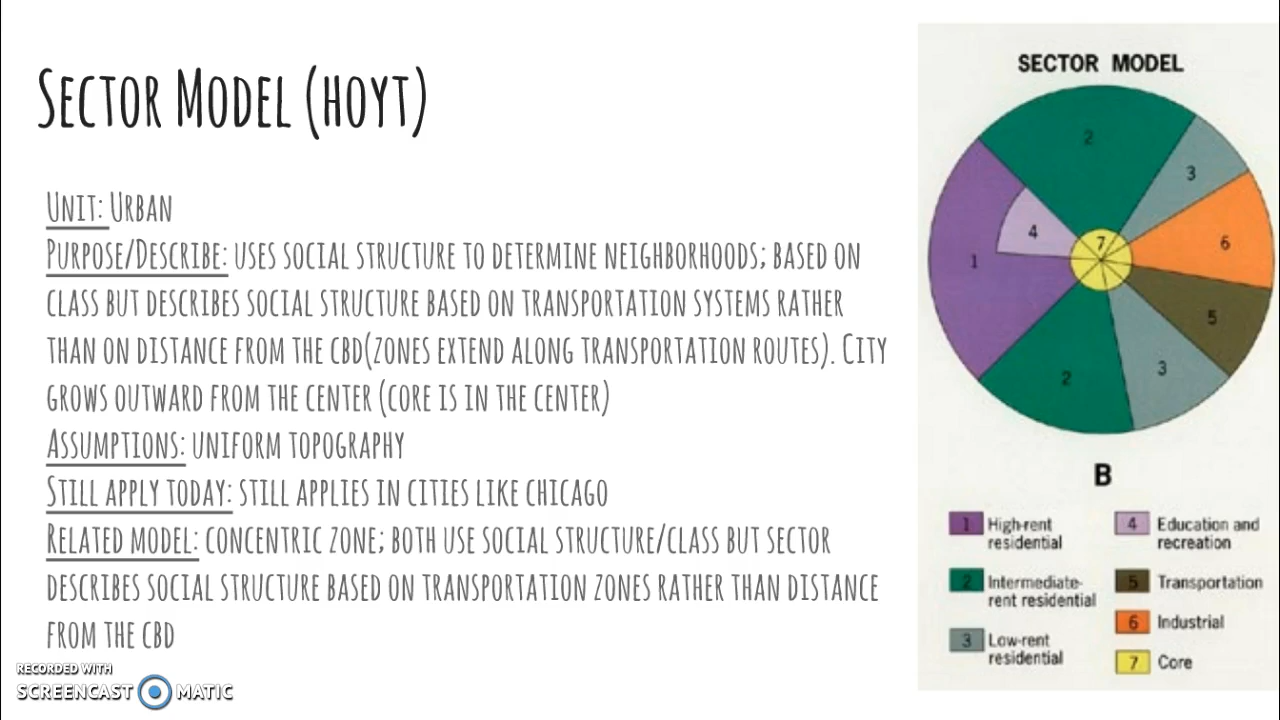 Sector Model (Hoyt)
Unit: Urban
Purpose/Describe: uses social structure to determine neighborhoods; based on
class but describes social structure based on transportation systems rather
than on distance from the CBD(zones extend along transportation routes). City
grows outward from the center (core is in the center)
Assumptions: uniform topography
Still apply today: still applies in cities like Chicago
Related model: concentric zone; both use social structure/class but sector
describes social structure based on transportation zones rather than distance
from the CBD
RECORDED WITH
SCREENCAST MATIC
SECTOR MODEL
2
3
4
7
6
1
5
2
3
B
1 High-rent
residential
2 Intermediate-
rent residential
3 Low-rent
residential
4 Education and
recreation
5 Transportation
6 Industrial
7 Core